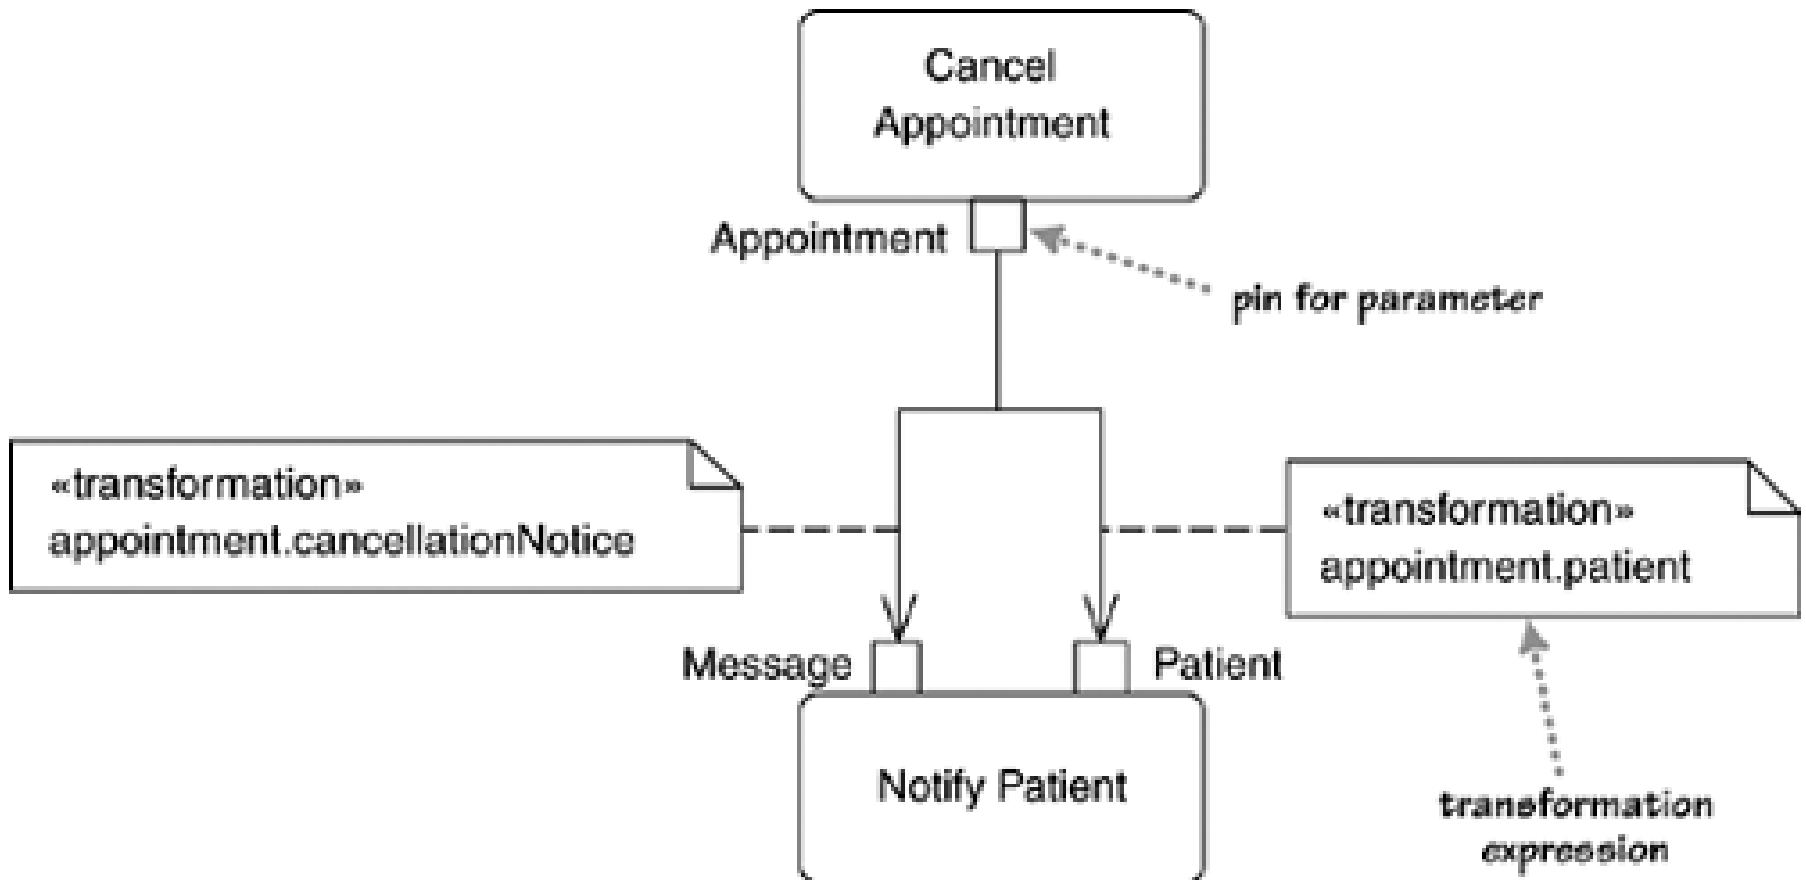 Cancel
Appointment
Appointment
pin for parameter
«transformation»
appointment.cancellationNotice
«transformation»
appointment.patient
Message
Patient
Notify Patient
transformation
expression